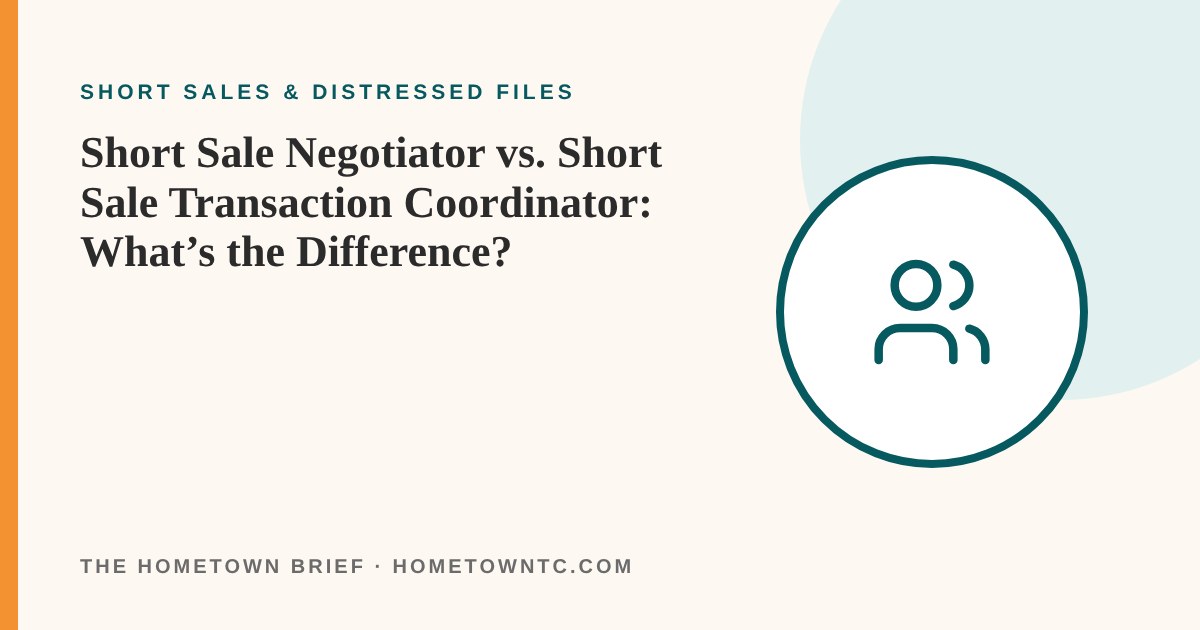 SHORT SALES & DISTRESSED FILES
Short Sale Negotiator vs. Short
Sale Transaction Coordinator:
What’s the Difference?
THE HOMETOWN BRIEF · HOMETOWNTC.COM